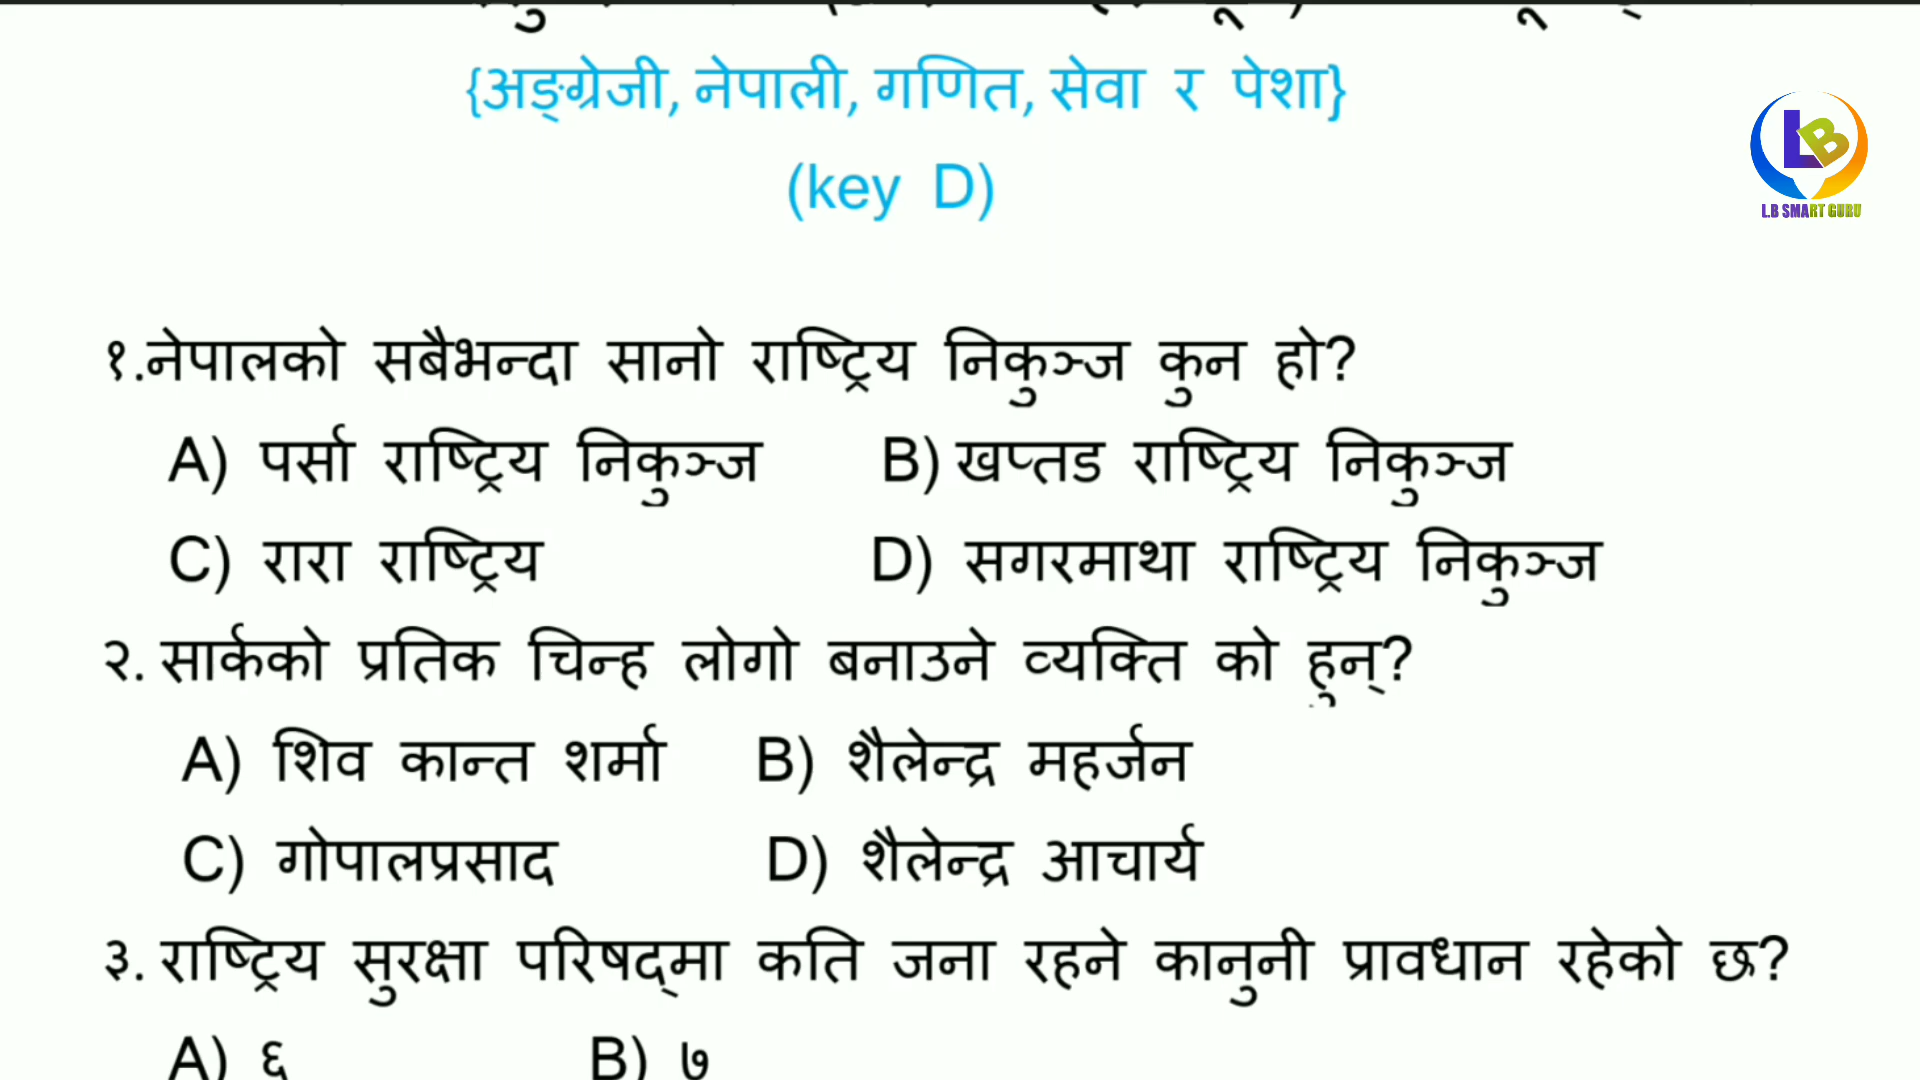 {अङ्ग्रेजी, नेपाली, गणित, सेवा र पेशा}
(key D)
LB
L.B SMART GURU
१.नेपालको सबैभन्दा सानो राष्ट्रिय निकुञ्ज कुन हो?
A) पर्सा राष्ट्रिय निकुञ्ज B) खप्तड राष्ट्रिय निकुञ्ज
C) रारा राष्ट्रिय D) सगरमाथा राष्ट्रिय निकुञ्ज
२. सार्कको प्रतिक चिन्ह लोगो बनाउने व्यक्ति को हुन्?
A) शिव कान्त शर्मा B) शैलेन्द्र महर्जन
C) गोपालप्रसाद D) शैलेन्द्र आचार्य
३. राष्ट्रिय सुरक्षा परिषद्मा कति जना रहने कानुनी प्रावधान रहेको छ?
A) ६ B) ७